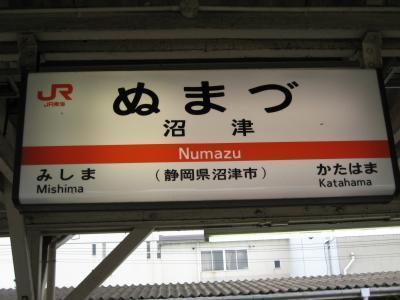 JR
JR東海
ぬまづ
沼津
Numazu
みしま
Mishima
(静岡県沼津市)
かたはま
Katahama